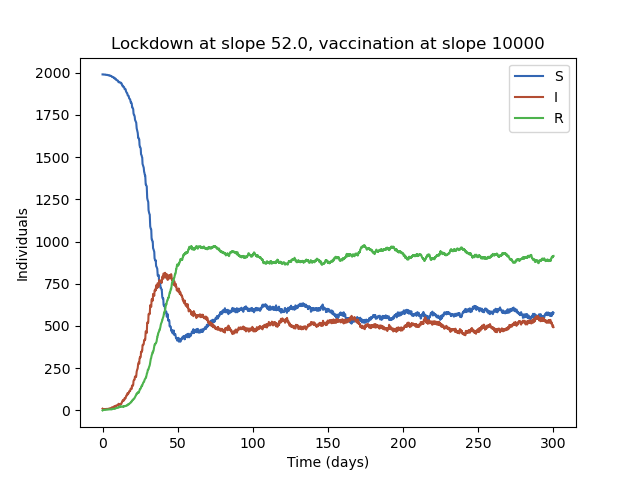 Lockdown at slope 52.0, vaccination at slope 10000
S
I
R
Individuals
2000
1750
1500
1250
1000
750
500
250
0
0 50 100 150 200 250 300
Time (days)